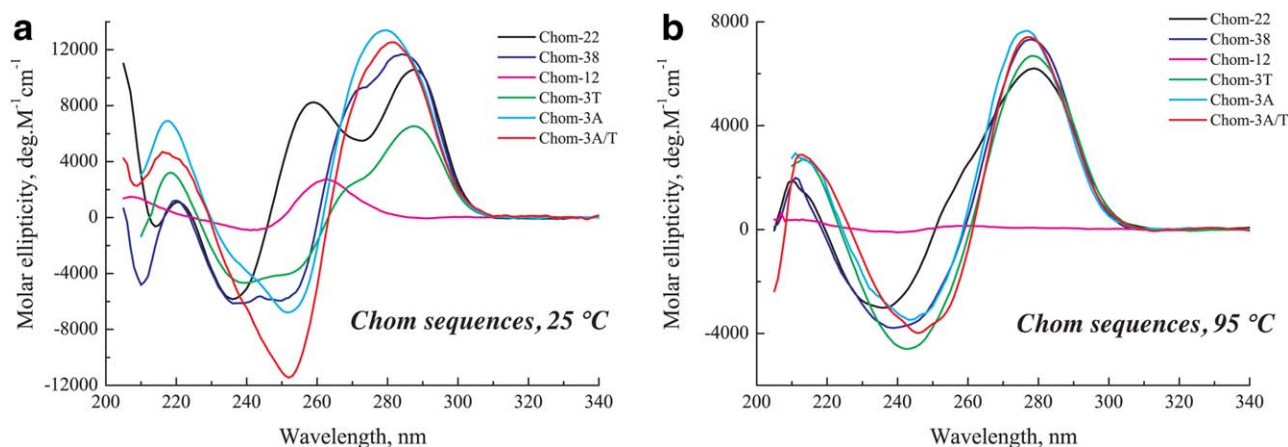 a
Molar ellipticity, deg.M⁻¹cm⁻¹
12000
8000
4000
0
-4000
-8000
-12000
Chom-22
Chom-38
Chom-12
Chom-3T
Chom-3A
Chom-3A/T
Chom sequences, 25 °C
200 220 240 260 280 300 320 340
Wavelength, nm
b
Molar ellipticity, deg.M⁻¹cm⁻¹
8000
4000
0
-4000
Chom-22
Chom-38
Chom-12
Chom-3T
Chom-3A
Chom-3A/T
Chom sequences, 95 °C
200 220 240 260 280 300 320 340
Wavelength, nm